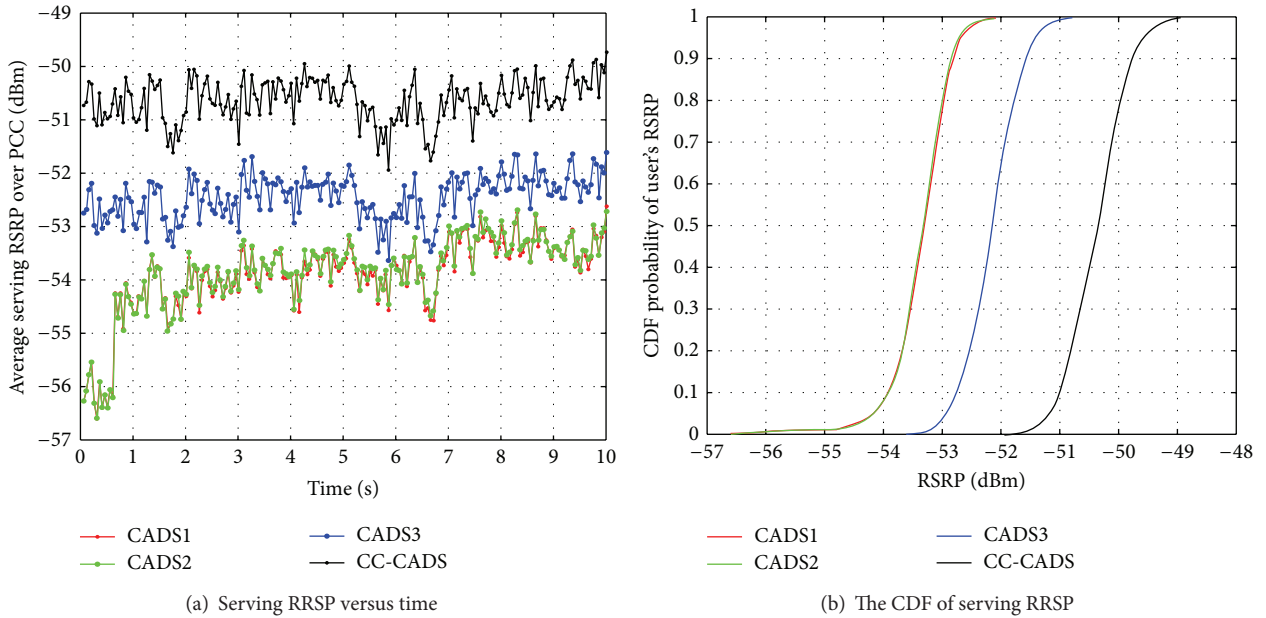 Average serving RSRP over PCC (dBm)
−49
−50
−51
−52
−53
−54
−55
−56
−57
0 1 2 3 4 5 6 7 8 9 10
Time (s)
CADS1
CADS2
CADS3
CC-CADS
(a) Serving RRSP versus time
CDF probability of user's RSRP
1
0.9
0.8
0.7
0.6
0.5
0.4
0.3
0.2
0.1
0
−57 −56 −55 −54 −53 −52 −51 −50 −49 −48
RSRP (dBm)
CADS1
CADS2
CADS3
CC-CADS
(b) The CDF of serving RRSP